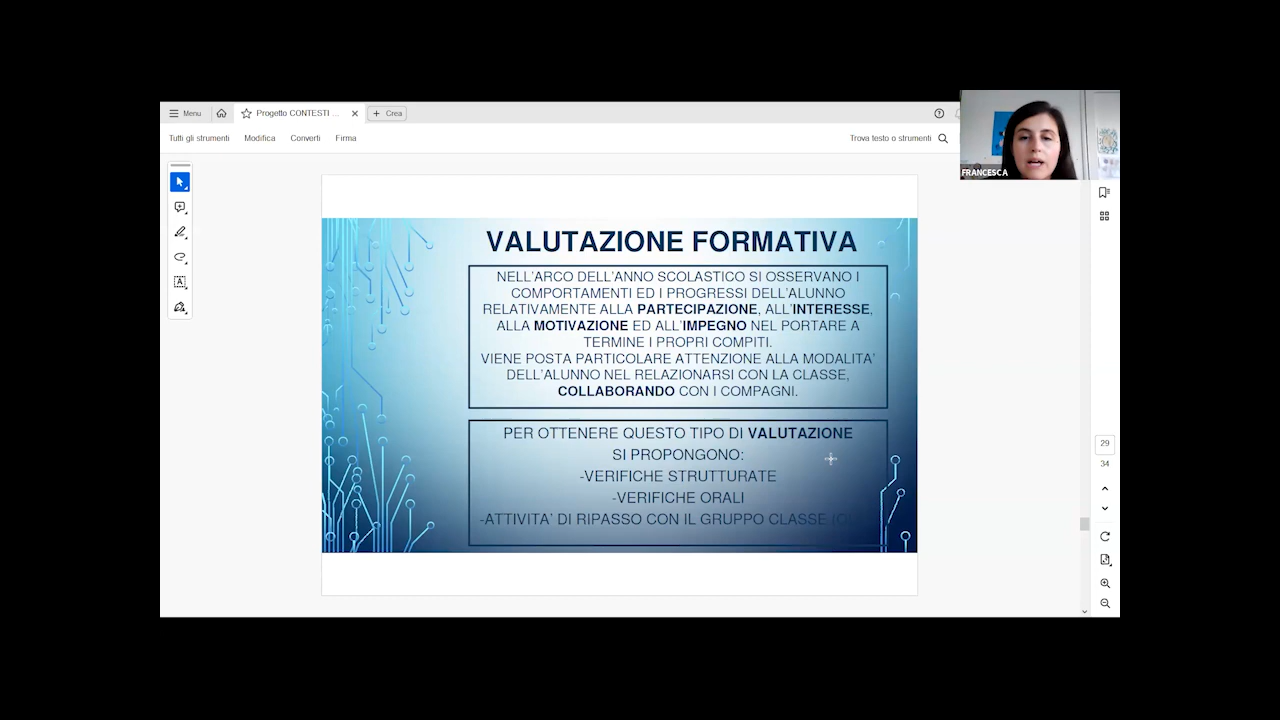 Menu
Progetto CONTESTI ...
Crea
Tutti gli strumenti
Modifica
Converti
Firma
Trova testo o strumenti
FRANCESCA
VALUTAZIONE FORMATIVA
NELL'ARCO DELL'ANNO SCOLASTICO SI OSSERVANO I
COMPORTAMENTI ED I PROGRESSI DELL'ALUNNO
RELATIVAMENTE ALLA PARTECIPAZIONE, ALL'INTERESSE,
ALLA MOTIVAZIONE ED ALL'IMPEGNO NEL PORTARE A
TERMINE I PROPRI COMPITI.
VIENE POSTA PARTICOLARE ATTENZIONE ALLA MODALITA'
DELL'ALUNNO NEL RELAZIONARSI CON LA CLASSE,
COLLABORANDO CON I COMPAGNI.
PER OTTENERE QUESTO TIPO DI VALUTAZIONE
SI PROPONGONO:
-VERIFICHE STRUTTURATE
-VERIFICHE ORALI
-ATTIVITA' DI RIPASSO CON IL GRUPPO CLASSE
29
34